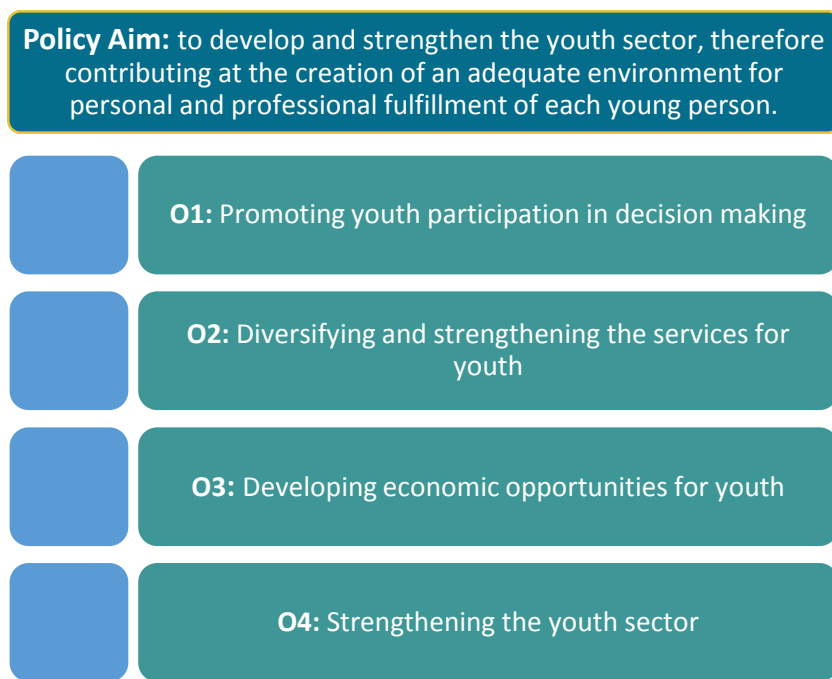 Policy Aim: to develop and strengthen the youth sector, therefore
contributing at the creation of an adequate environment for
personal and professional fulfillment of each young person.
O1: Promoting youth participation in decision making
O2: Diversifying and strengthening the services for
youth
O3: Developing economic opportunities for youth
O4: Strengthening the youth sector